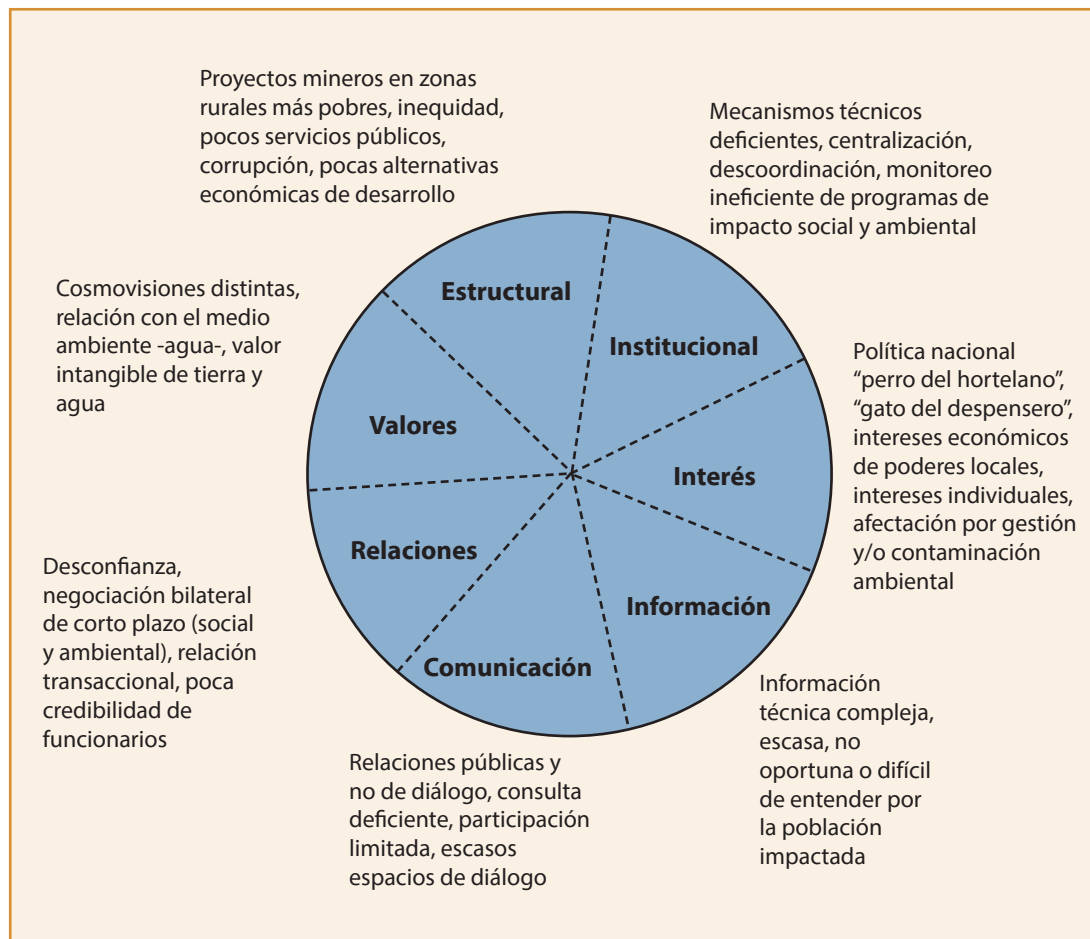 Proyectos mineros en zonas
rurales más pobres, inequidad,
pocos servicios públicos,
corrupción, pocas alternativas
económicas de desarrollo
Mecanismos técnicos
deficientes, centralización,
descoordinación, monitoreo
ineficiente de programas de
impacto social y ambiental
Cosmovisiones distintas,
relación con el medio
ambiente -agua-, valor
intangible de tierra y
agua
Estructural
Institucional
Valores
Interés
Relaciones
Información
Comunicación
Política nacional
“perro del hortelano”,
“gato del despensero”,
intereses económicos
de poderes locales,
intereses individuales,
afectación por gestión
y/o contaminación
ambiental
Desconfianza,
negociación bilateral
de corto plazo (social
y ambiental), relación
transaccional, poca
credibilidad de
funcionarios
Relaciones públicas y
no de diálogo, consulta
deficiente, participación
limitada, escasos
espacios de diálogo
Información
técnica compleja,
escasa, no
oportuna o difícil
de entender por
la población
impactada